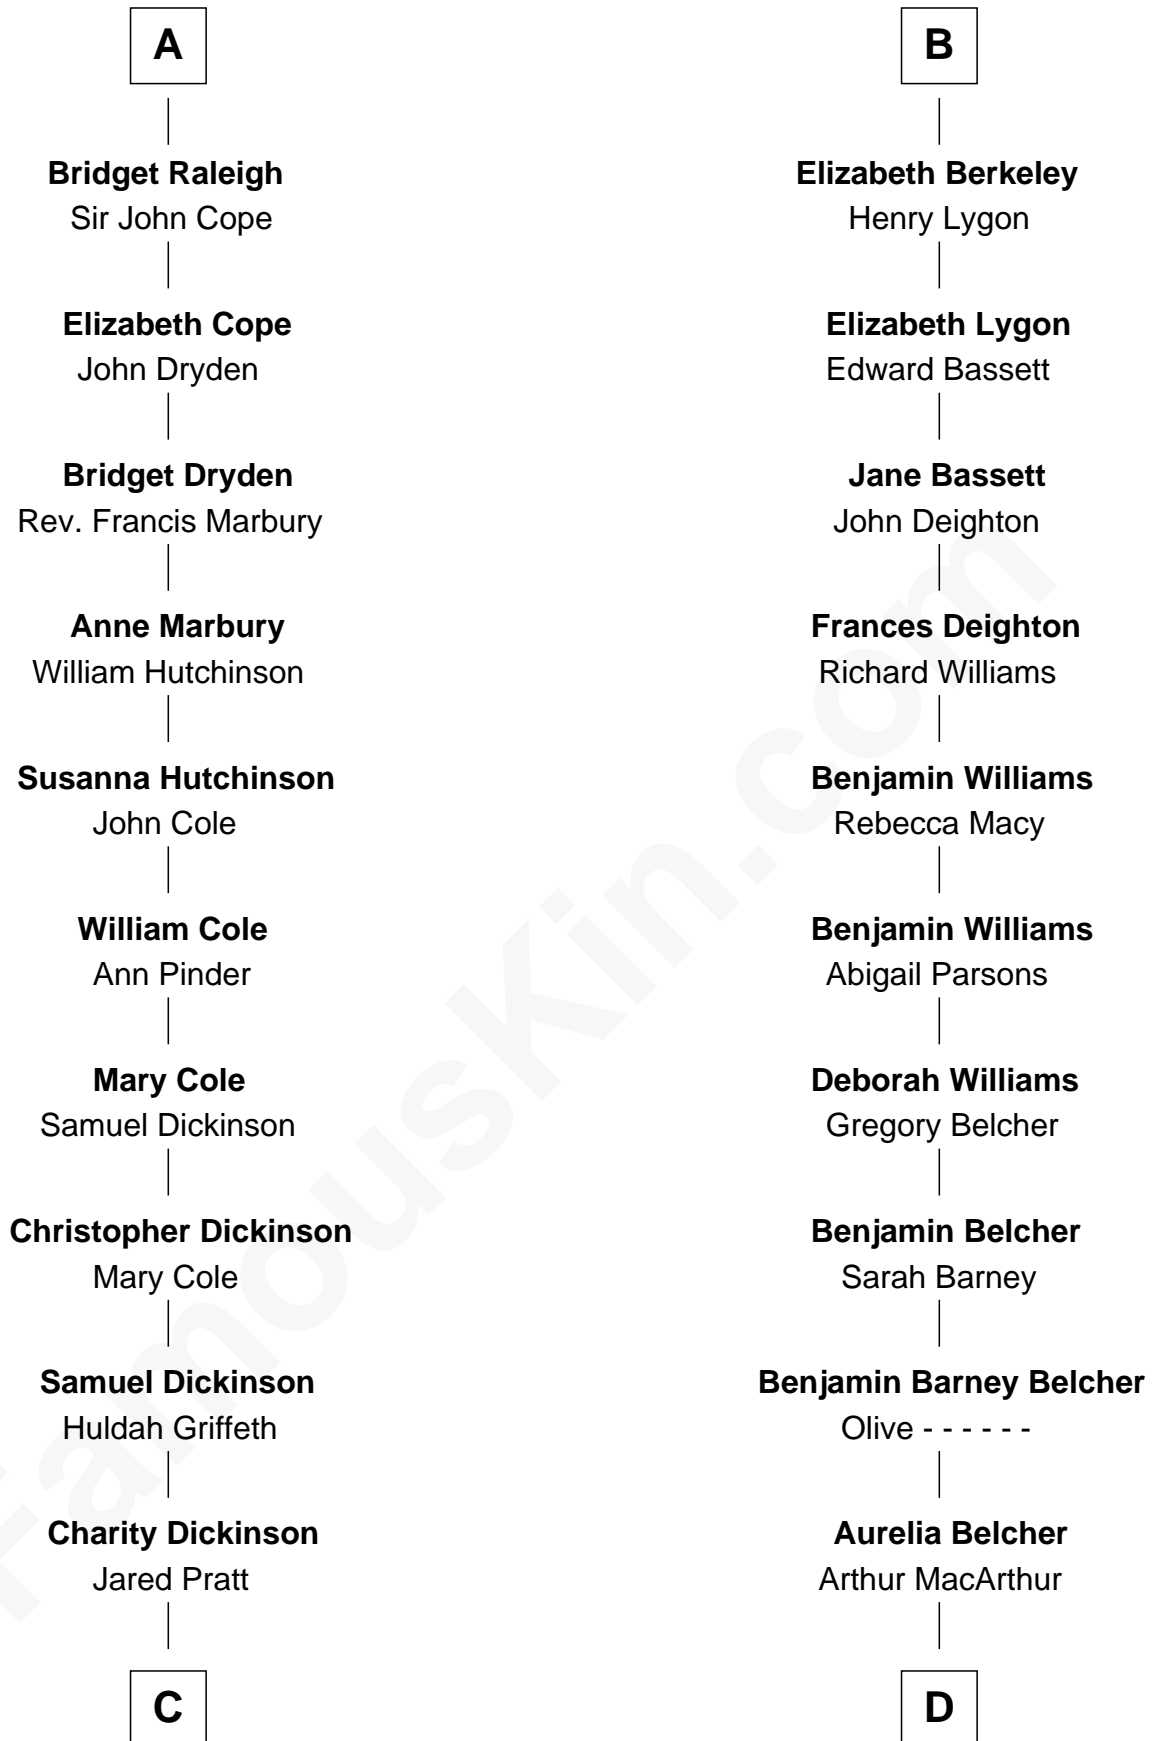 A
Bridget Raleigh
Sir John Cope
Elizabeth Cope
John Dryden
Bridget Dryden
Rev. Francis Marbury
Anne Marbury
William Hutchinson
Susanna Hutchinson
John Cole
William Cole
Ann Pinder
Mary Cole
Samuel Dickinson
Christopher Dickinson
Mary Cole
Samuel Dickinson
Huldah Griffeth
Charity Dickinson
Jared Pratt
C
B
Elizabeth Berkeley
Henry Lygon
Elizabeth Lygon
Edward Bassett
Jane Bassett
John Deighton
Frances Deighton
Richard Williams
Benjamin Williams
Rebecca Macy
Benjamin Williams
Abigail Parsons
Deborah Williams
Gregory Belcher
Benjamin Belcher
Sarah Barney
Benjamin Barney Belcher
Olive - - - - - -
Aurelia Belcher
Arthur MacArthur
D
FamousKin.com